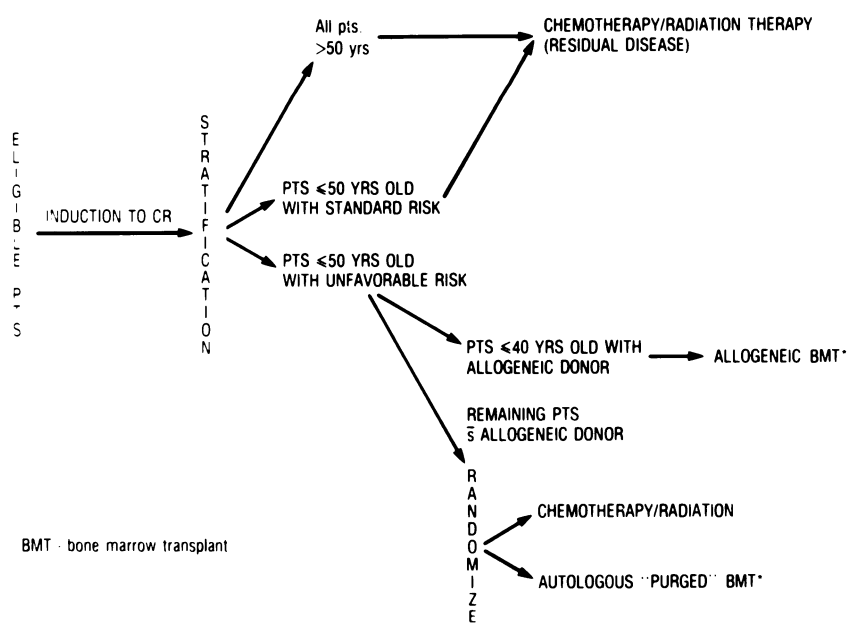 ELIGIBLE PTS
INDUCTION TO CR
STRATIFICATION
All pts.
>50 yrs
CHEMOTHERAPY/RADIATION THERAPY
(RESIDUAL DISEASE)
PTS ≤50 YRS OLD
WITH STANDARD RISK
PTS ≤50 YRS OLD
WITH UNFAVORABLE RISK
PTS ≤40 YRS OLD WITH
ALLOGENEIC DONOR
ALLOGENEIC BMT*
REMAINING PTS
s̅ ALLOGENEIC DONOR
RANDOMIZE
CHEMOTHERAPY/RADIATION
AUTOLOGOUS "PURGED" BMT*
BMT - bone marrow transplant